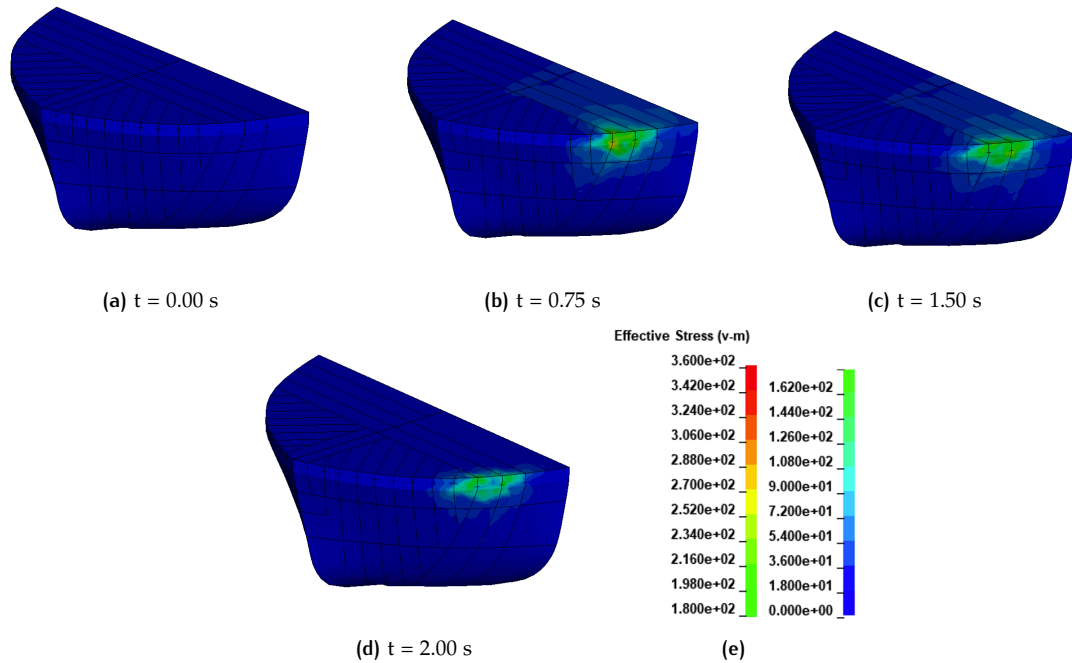 (a) t = 0.00 s
(b) t = 0.75 s
(c) t = 1.50 s
Effective Stress (v-m)
3.600e+02
3.420e+02
3.240e+02
3.060e+02
2.880e+02
2.700e+02
2.520e+02
2.340e+02
2.160e+02
1.980e+02
1.800e+02
1.620e+02
1.440e+02
1.260e+02
1.080e+02
9.000e+01
7.200e+01
5.400e+01
3.600e+01
1.800e+01
0.000e+00
(d) t = 2.00 s
(e)